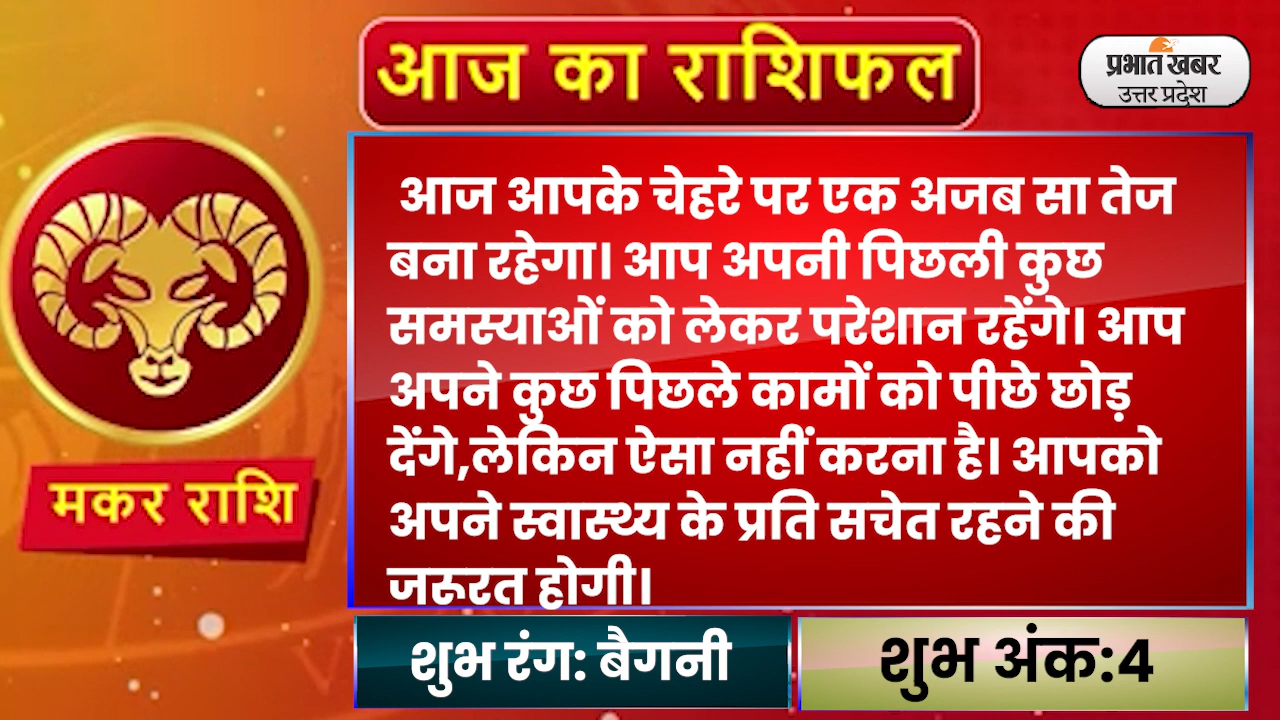 आज का राशिफल
प्रभात खबर
उत्तर प्रदेश
आज आपके चेहरे पर एक अजब सा तेज
बना रहेगा। आप अपनी पिछली कुछ
समस्याओं को लेकर परेशान रहेंगे। आप
अपने कुछ पिछले कामों को पीछे छोड़
देंगे,लेकिन ऐसा नहीं करना है। आपको
अपने स्वास्थ्य के प्रति सचेत रहने की
जरूरत होगी।
मकर राशि
शुभ रंग: बैगनी
शुभ अंक:4